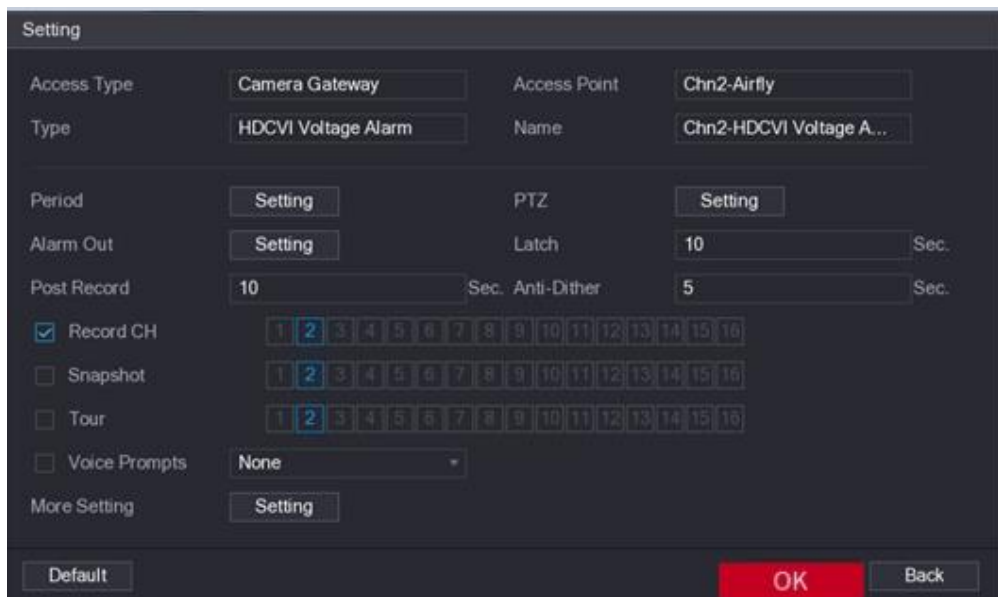 Setting
Access Type Camera Gateway Access Point Chn2-Airfly
Type HDCVI Voltage Alarm Name Chn2-HDCVI Voltage A...
Period Setting PTZ Setting
Alarm Out Setting Latch 10 Sec.
Post Record 10 Sec. Anti-Dither 5 Sec.
Record CH 1 2 3 4 5 6 7 8 9 10 11 12 13 14 15 16
Snapshot 1 2 3 4 5 6 7 8 9 10 11 12 13 14 15 16
Tour 1 2 3 4 5 6 7 8 9 10 11 12 13 14 15 16
Voice Prompts None
More Setting Setting
Default OK Back